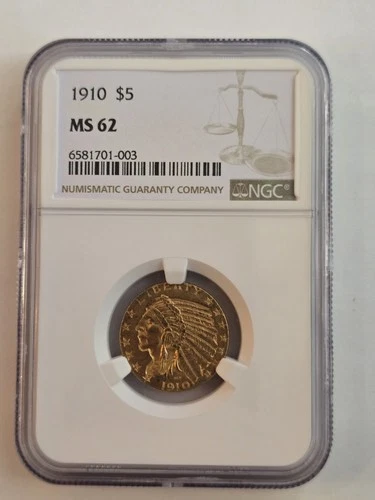 1910 $5
MS 62
6581701-003
NUMISMATIC GUARANTY COMPANY
NGC®
LIBERTY
1910